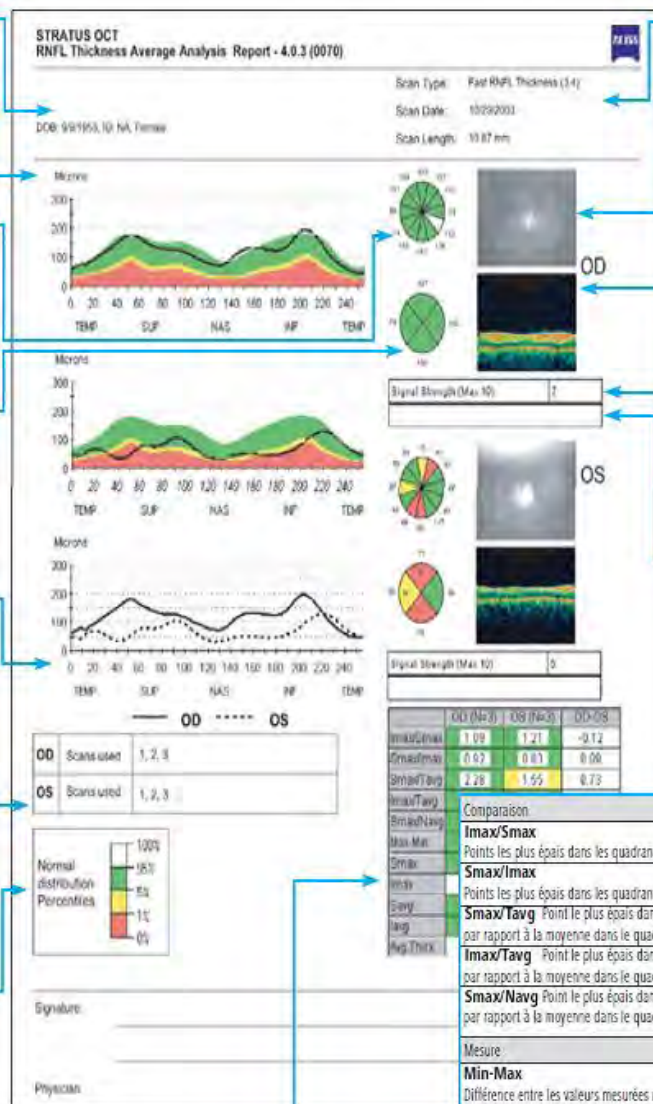 STRATUS OCT
RNFL Thickness Average Analysis Report - 4.0.3 (0070)
ZEISS
Scan Type: Fast RNFL Thickness (3.4)
Scan Date: 10/29/2003
Scan Length: 10.87 mm
DOB: 9/9/1953, ID: NA, Female
Microns
300
200
100
0
0 20 40 60 80 100 120 140 160 180 200 220 240
TEMP SUP NAS INF TEMP
OD
Signal Strength (Max 10) 7
Microns
300
200
100
0
0 20 40 60 80 100 120 140 160 180 200 220 240
TEMP SUP NAS INF TEMP
OS
Signal Strength (Max 10)
Microns
300
200
100
0
0 20 40 60 80 100 120 140 160 180 200 220 240
TEMP SUP NAS INF TEMP
OD OS
OD Scans used 1, 2, 3
OS Scans used 1, 2, 3
Normal distribution Percentiles
100%
95%
5%
1%
0%
OD (N=3) OS (N=3) OD-OS
Imax/Smax 1.09 1.21 -0.12
Smax/Imax 0.92 0.83 0.09
Smax/Tavg 2.28 1.55 0.73
Imax/Tavg
Smax/Navg
Max-Min
Smax
Imax
Savg
Iavg
Avg.Thick
Comparaison
Imax/Smax
Points les plus épais dans les quadran
Smax/Imax
Points les plus épais dans les quadran
Smax/Tavg Point le plus épais dan
par rapport à la moyenne dans le quad
Imax/Tavg Point le plus épais dan
par rapport à la moyenne dans le quad
Smax/Navg Point le plus épais dan
par rapport à la moyenne dans le quad
Mesure
Min-Max
Différence entre les valeurs mesurées
Signature:
Physician: